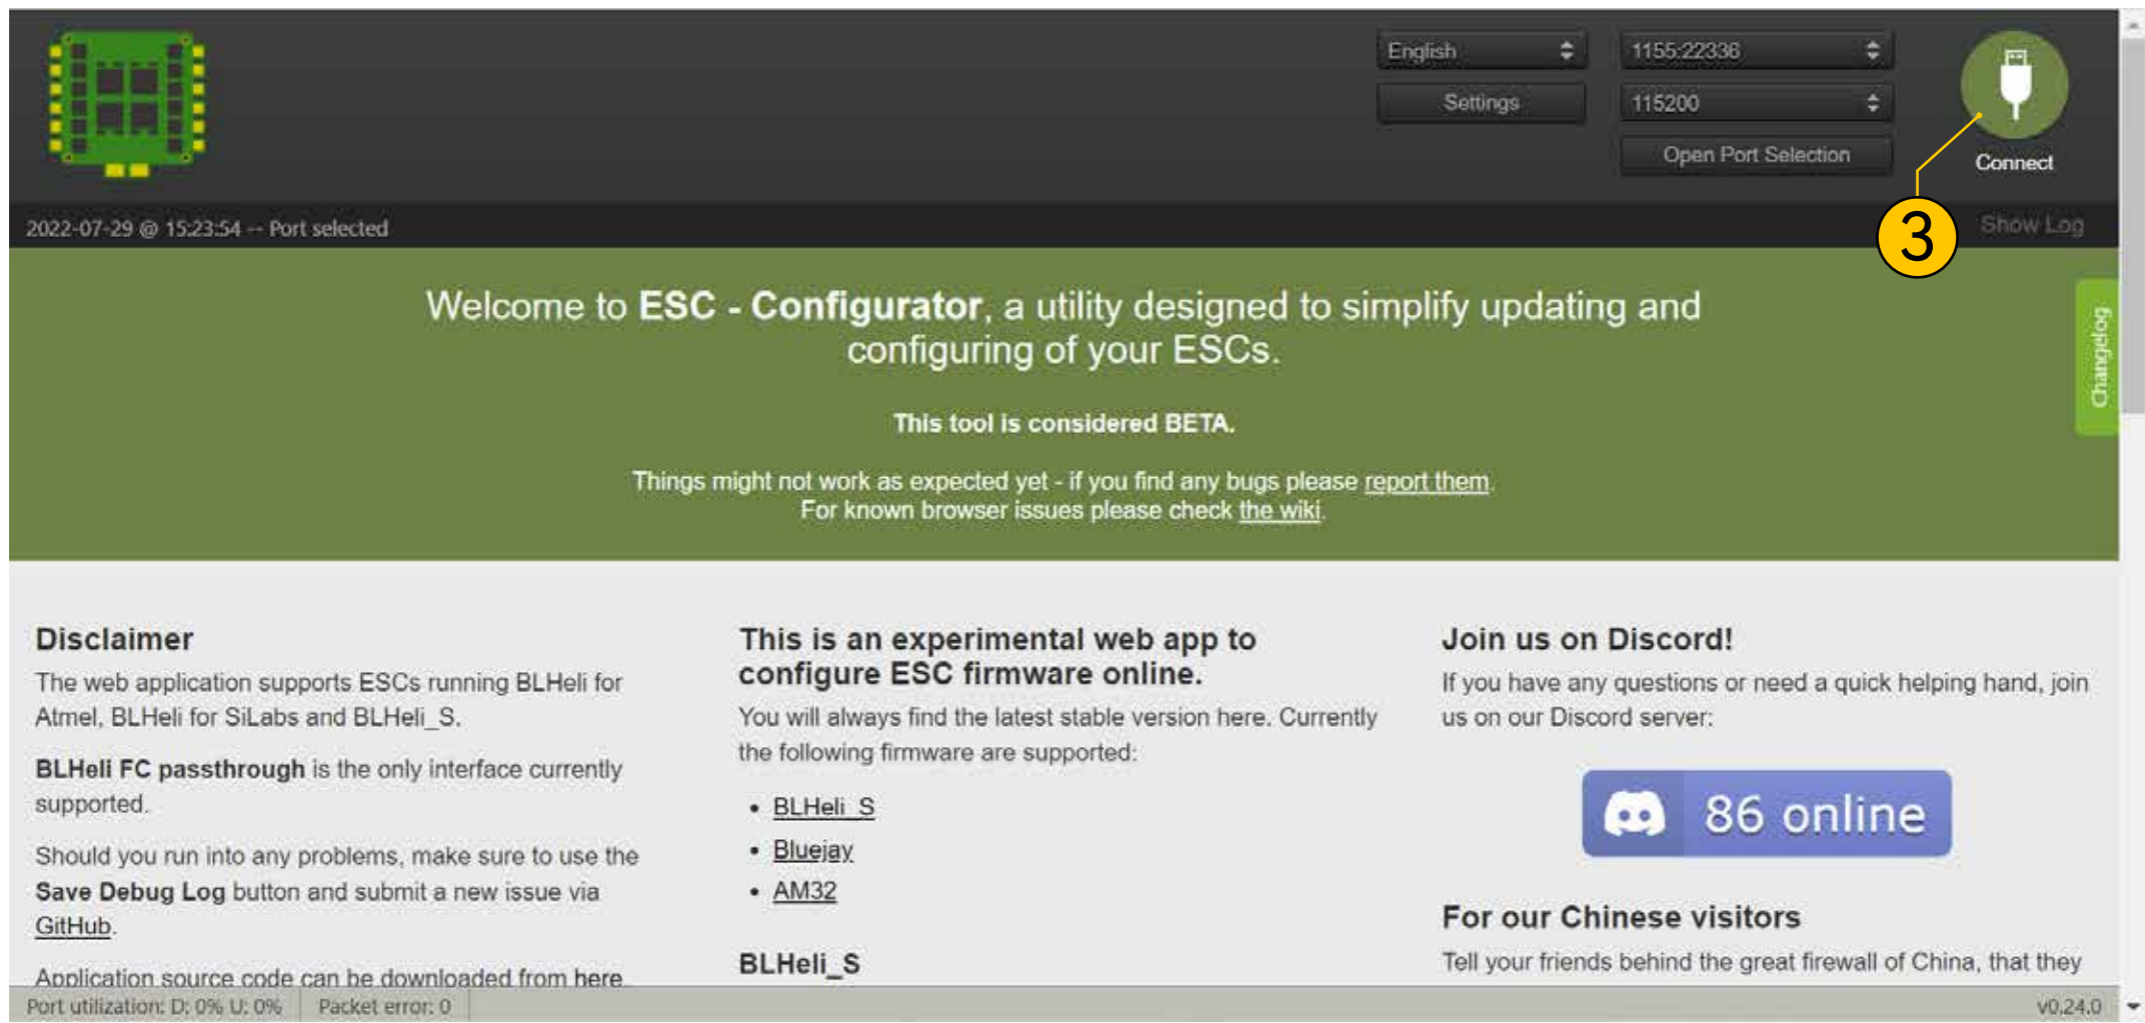 English
1155:22336
Settings
115200
Open Port Selection
Connect
3
2022-07-29 @ 15:23:54 -- Port selected
Show Log
Welcome to ESC - Configurator, a utility designed to simplify updating and
configuring of your ESCs.
Changelog
This tool is considered BETA.
Things might not work as expected yet - if you find any bugs please report them.
For known browser issues please check the wiki.
Disclaimer
The web application supports ESCs running BLHeli for
Atmel, BLHeli for SiLabs and BLHeli_S.
BLHeli FC passthrough is the only interface currently
supported.
Should you run into any problems, make sure to use the
Save Debug Log button and submit a new issue via
GitHub.
Application source code can be downloaded from here.
This is an experimental web app to
configure ESC firmware online.
You will always find the latest stable version here. Currently
the following firmware are supported:
• BLHeli_S
• Bluejay
• AM32
BLHeli_S
Join us on Discord!
If you have any questions or need a quick helping hand, join
us on our Discord server:
86 online
For our Chinese visitors
Tell your friends behind the great firewall of China, that they
Port utilization: D: 0% U: 0%
Packet error: 0
v0.24.0